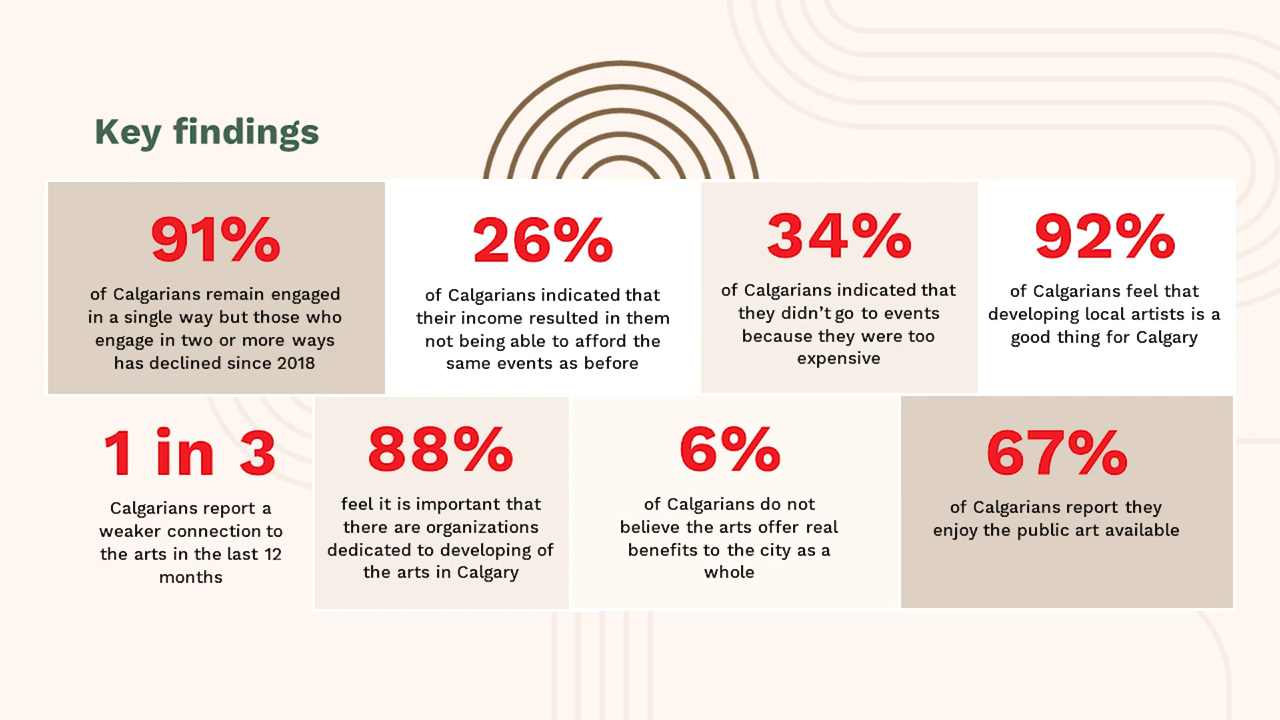 Key findings
91%
of Calgarians remain engaged
in a single way but those who
engage in two or more ways
has declined since 2018
26%
of Calgarians indicated that
their income resulted in them
not being able to afford the
same events as before
34%
of Calgarians indicated that
they didn’t go to events
because they were too
expensive
92%
of Calgarians feel that
developing local artists is a
good thing for Calgary
1 in 3
Calgarians report a
weaker connection to
the arts in the last 12
months
88%
feel it is important that
there are organizations
dedicated to developing of
the arts in Calgary
6%
of Calgarians do not
believe the arts offer real
benefits to the city as a
whole
67%
of Calgarians report they
enjoy the public art available